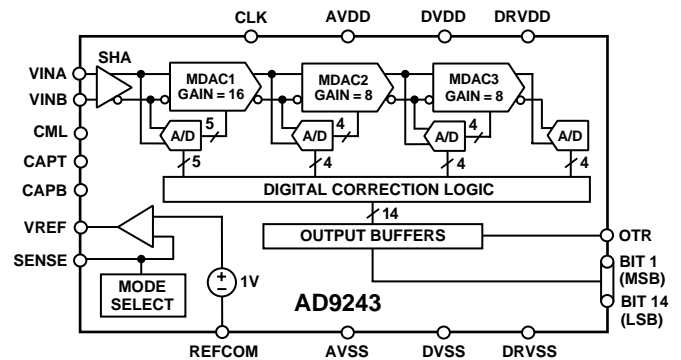 CLK AVDD DVDD DRVDD
SHA
VINA
VINB
MDAC1
GAIN = 16
MDAC2
GAIN = 8
MDAC3
GAIN = 8
CML
A/D
5
A/D
4
A/D
4
A/D
CAPT
5
4
4
4
CAPB
DIGITAL CORRECTION LOGIC
14
VREF
OUTPUT BUFFERS
OTR
SENSE
BIT 1
(MSB)
MODE
SELECT
1V
AD9243
BIT 14
(LSB)
REFCOM AVSS DVSS DRVSS